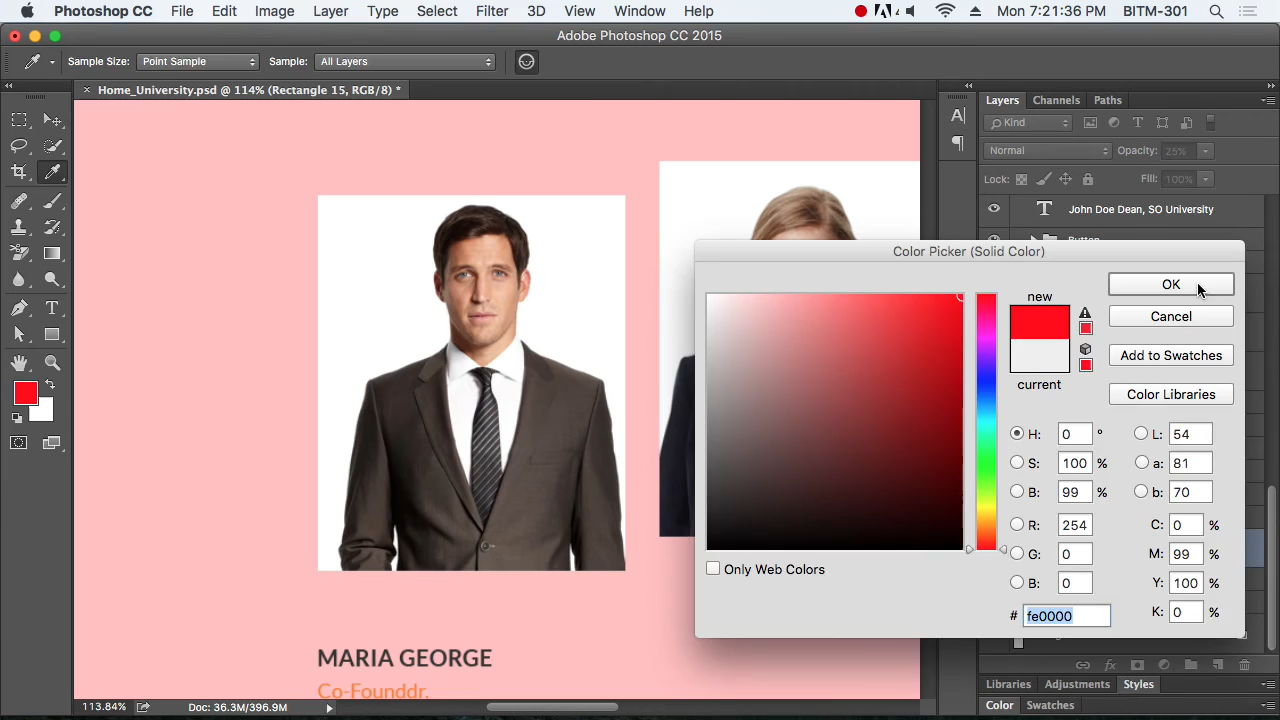 Photoshop CC File Edit Image Layer Type Select Filter 3D View Window Help Mon 7:21:36 PM BITM-301
Adobe Photoshop CC 2015
Sample Size: Point Sample Sample: All Layers
× Home_University.psd @ 114% (Rectangle 15, RGB/8) *
Layers Channels Paths
Kind
Normal Opacity: 25%
Lock: Fill: 100%
T John Doe Dean, SO University
Color Picker (Solid Color)
new
OK
Cancel
current
Add to Swatches
Color Libraries
H: 0 ° L: 54
S: 100 % a: 81
B: 99 % b: 70
R: 254 C: 0 %
G: 0 M: 99 %
B: 0 Y: 100 %
# fe0000 K: 0 %
Only Web Colors
MARIA GEORGE
Co-Founddr,
Libraries Adjustments Styles
113.84% Doc: 36.3M/396.9M
Color Swatches